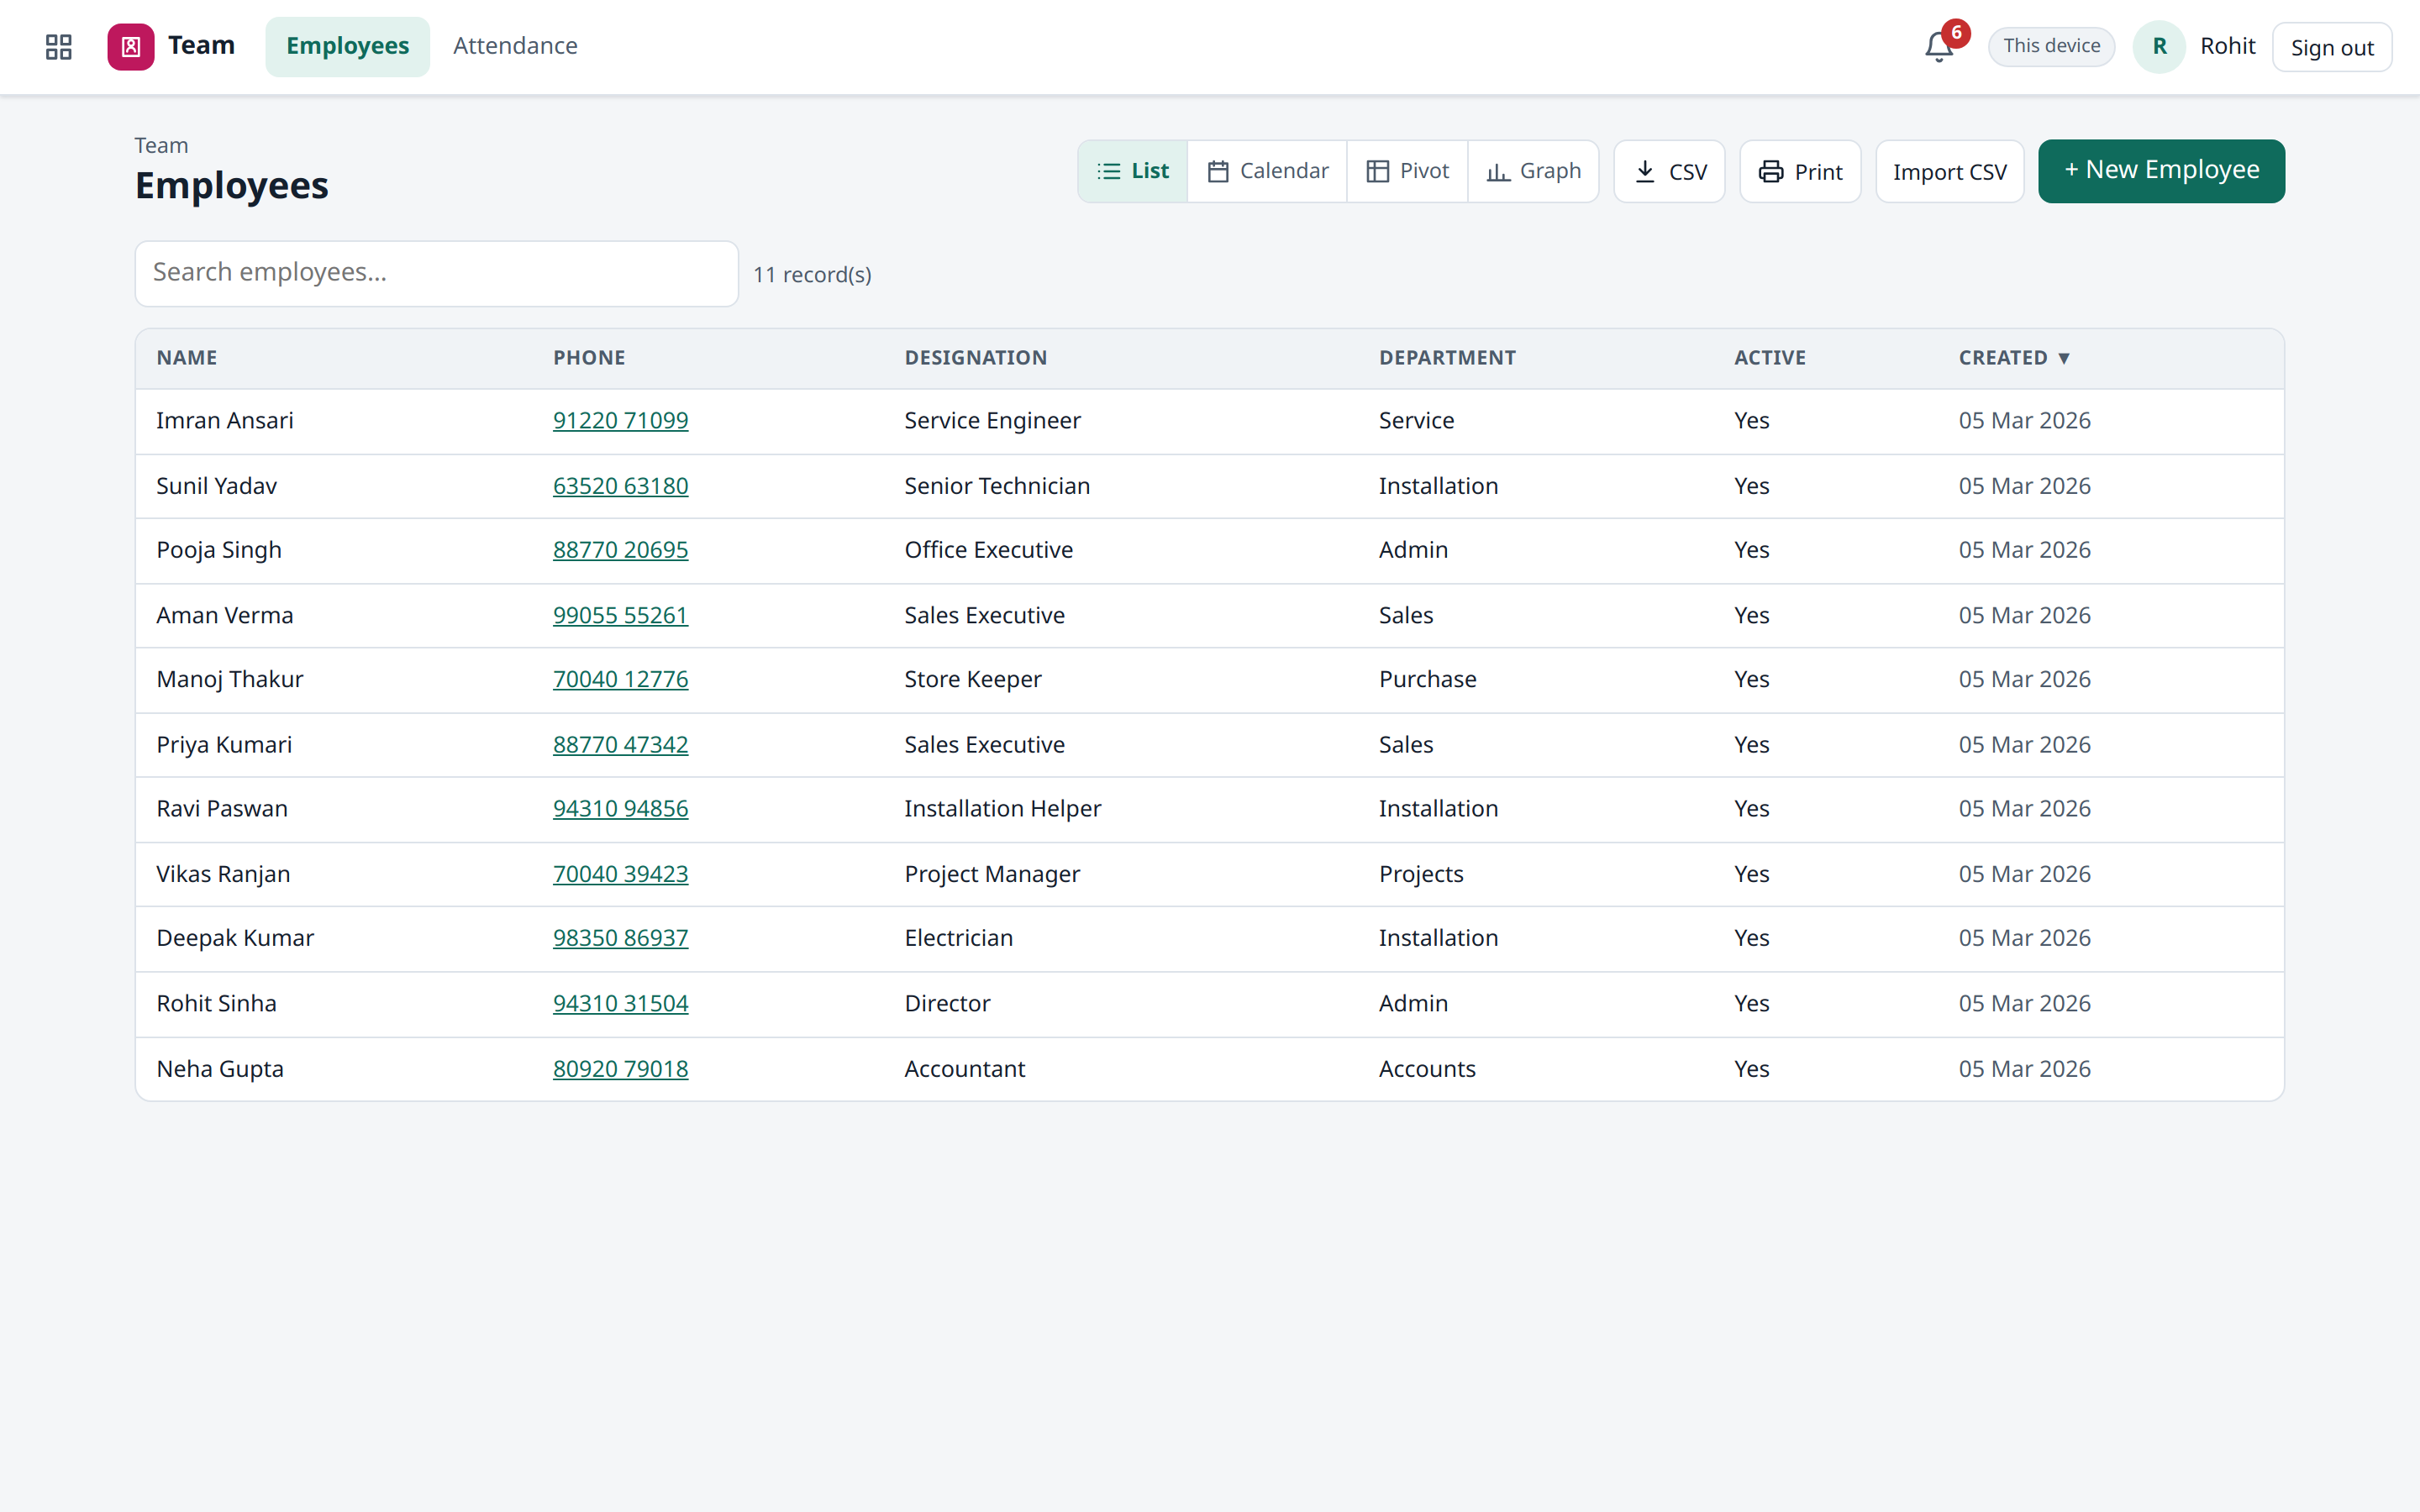 Team Employees Attendance 6 This device R Rohit Sign out
Team
Employees
List Calendar Pivot Graph CSV Print Import CSV + New Employee
Search employees... 11 record(s)
NAME PHONE DESIGNATION DEPARTMENT ACTIVE CREATED ▼
Imran Ansari 91220 71099 Service Engineer Service Yes 05 Mar 2026
Sunil Yadav 63520 63180 Senior Technician Installation Yes 05 Mar 2026
Pooja Singh 88770 20695 Office Executive Admin Yes 05 Mar 2026
Aman Verma 99055 55261 Sales Executive Sales Yes 05 Mar 2026
Manoj Thakur 70040 12776 Store Keeper Purchase Yes 05 Mar 2026
Priya Kumari 88770 47342 Sales Executive Sales Yes 05 Mar 2026
Ravi Paswan 94310 94856 Installation Helper Installation Yes 05 Mar 2026
Vikas Ranjan 70040 39423 Project Manager Projects Yes 05 Mar 2026
Deepak Kumar 98350 86937 Electrician Installation Yes 05 Mar 2026
Rohit Sinha 94310 31504 Director Admin Yes 05 Mar 2026
Neha Gupta 80920 79018 Accountant Accounts Yes 05 Mar 2026